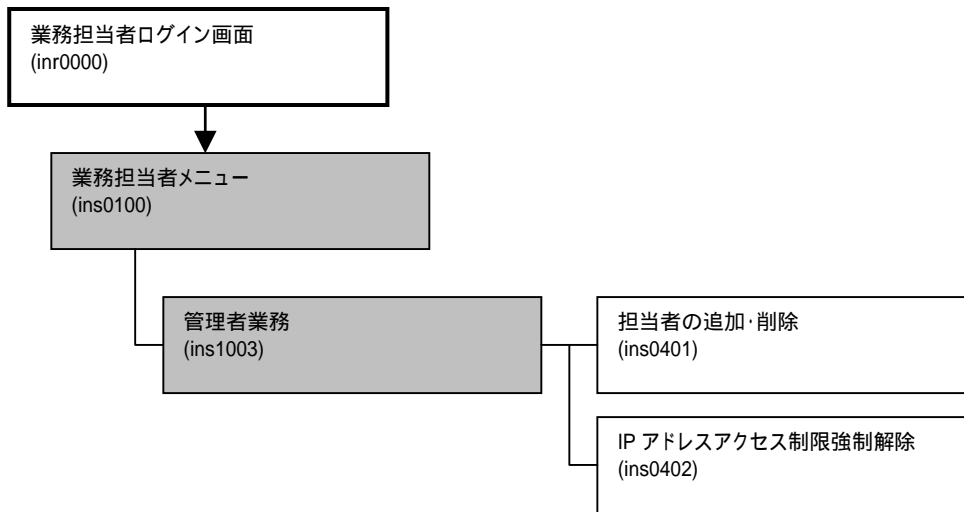 業務担当者ログイン画面
(inr0000)
業務担当者メニュー
(ins0100)
管理者業務
(ins1003)
担当者の追加・削除
(ins0401)
IP アドレスアクセス制限強制解除
(ins0402)